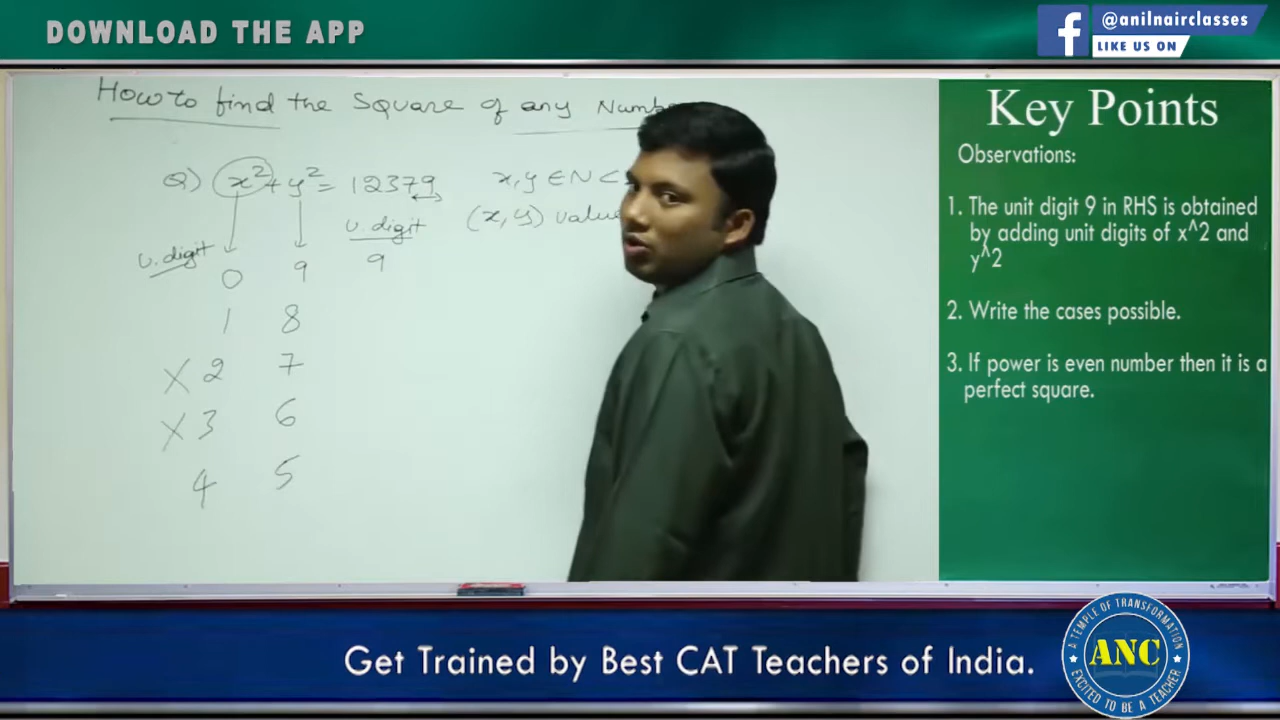 DOWNLOAD THE APP
@anilnairclasses
LIKE US ON
How to find the Square of any Numbe
Q) x²+y² = 12379 x,y ∈ N <
u. digit (x,y) value
u. digit
0 9 9
1 8
X 2 7
X 3 6
4 5
Key Points
Observations:
1. The unit digit 9 in RHS is obtained
by adding unit digits of x^2 and
y^2
2. Write the cases possible.
3. If power is even number then it is a
perfect square.
Get Trained by Best CAT Teachers of India.
A TEMPLE OF TRANSFORMATION
ANC
EXCITED TO BE A TEACHER